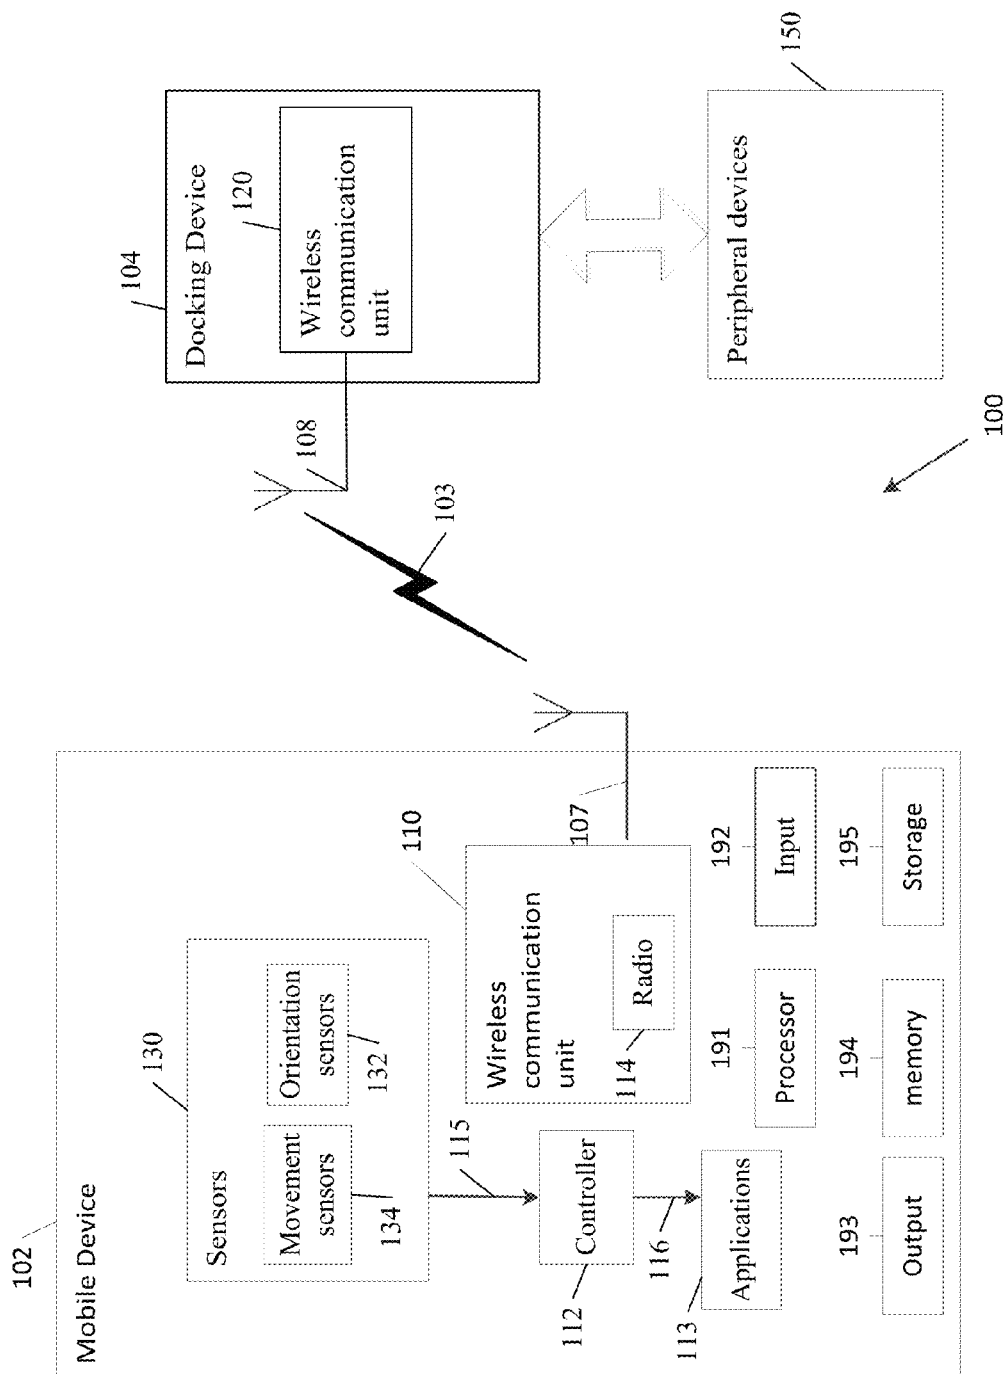 102
Mobile Device
130
Sensors
Movement
sensors
134
Orientation
sensors
132
115
Controller
112
116
Applications
113
110
Wireless
communication
unit
Radio
114
107
191
Processor
192
Input
193
Output
194
memory
195
Storage
103
108
104
Docking Device
120
Wireless
communication
unit
Peripheral devices
150
100